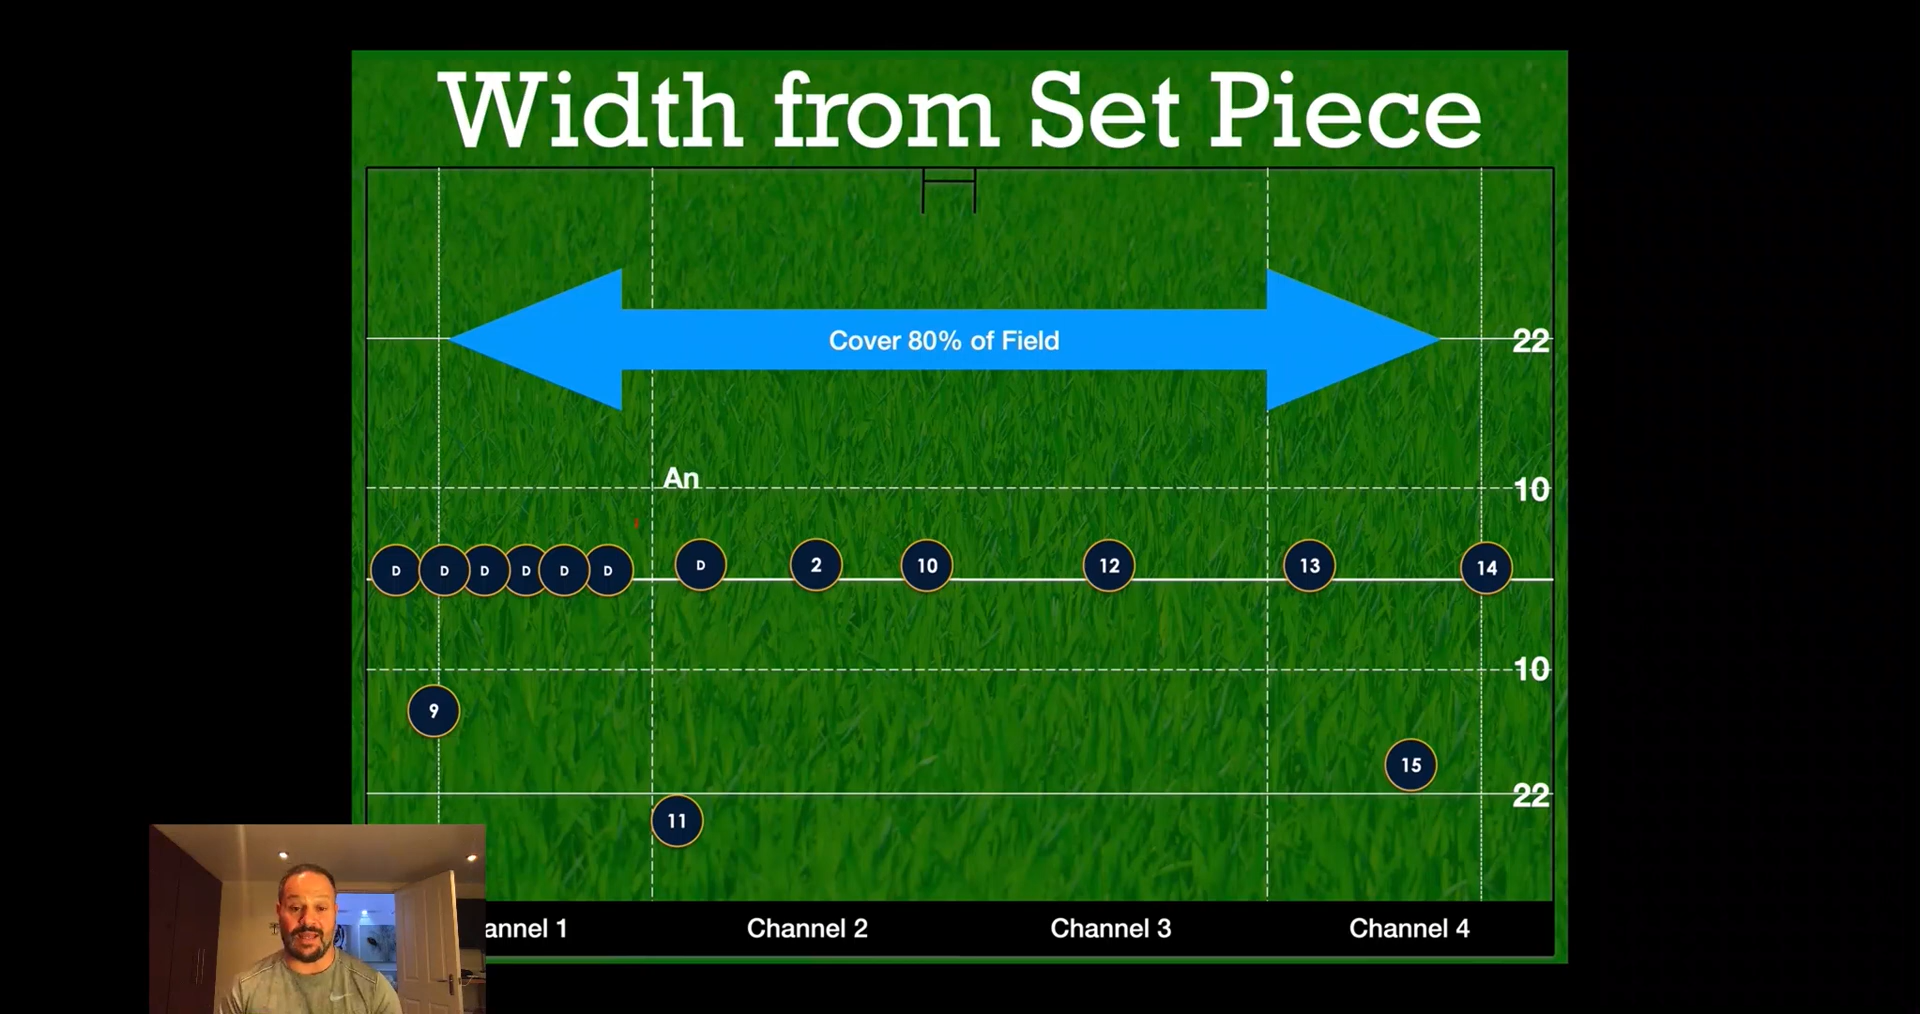 Width from Set Piece
Cover 80% of Field
22
An
10
D D D D D D D 2 10 12 13 14
10
9
15
22
11
annel 1 Channel 2 Channel 3 Channel 4